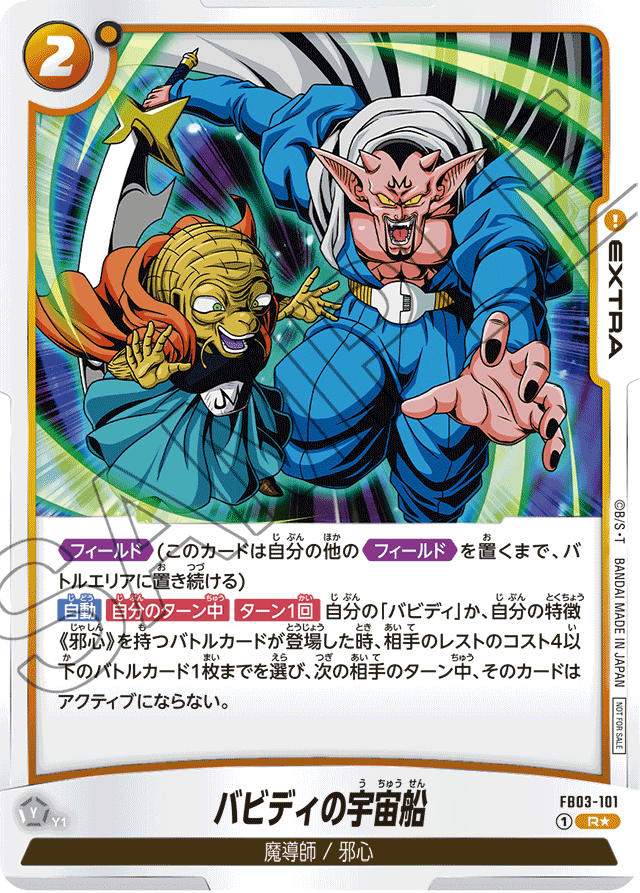 2
EXTRA
SAMPLE
フィールド (このカードは自分の他の フィールド を置くまで、バ
トルエリアに置き続ける)
自動 自分のターン中 ターン1回 自分の「バビディ」か、自分の特徴
《邪心》を持つバトルカードが登場した時、相手のレストのコスト4以
下のバトルカード1枚までを選び、次の相手のターン中、そのカードは
アクティブにならない。
©B/S・T BANDAI MADE IN JAPAN
NOT FOR SALE
Y Y1
バビディの宇宙船
FB03-101
1 R★
魔導師 / 邪心